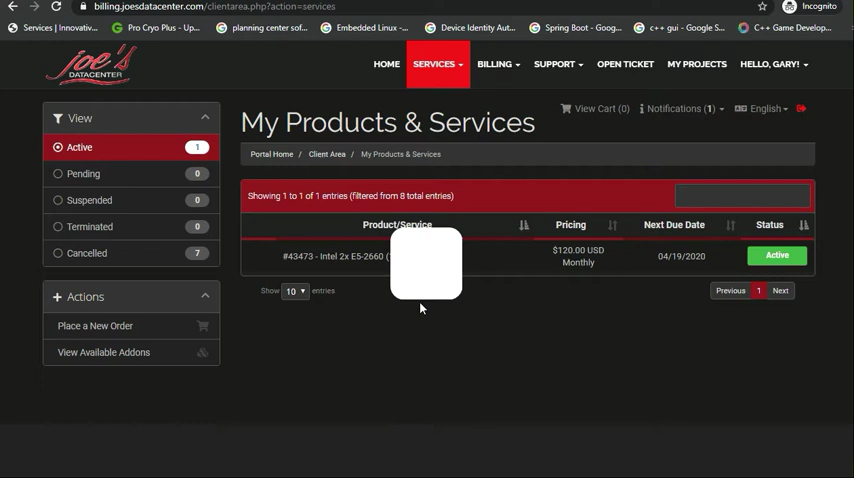 billing.joesdatacenter.com/clientarea.php?action=services
Incognito
Services | Innovativ...
Pro Cryo Plus - Up...
planning center sof...
Embedded Linux -...
Device Identity Aut...
Spring Boot - Goog...
c++ gui - Google S...
C++ Game Develop...
joe's
DATACENTER
HOME
SERVICES
BILLING
SUPPORT
OPEN TICKET
MY PROJECTS
HELLO, GARY!
View
Active 1
Pending 0
Suspended 0
Terminated 0
Cancelled 7
Actions
Place a New Order
View Available Addons
My Products & Services
View Cart (0)
Notifications (1)
English
Portal Home / Client Area / My Products & Services
Showing 1 to 1 of 1 entries (filtered from 8 total entries)
Product/Service Pricing Next Due Date Status
#43473 - Intel 2x E5-2660 $120.00 USD 04/19/2020 Active
Monthly
Show 10 entries
Previous 1 Next